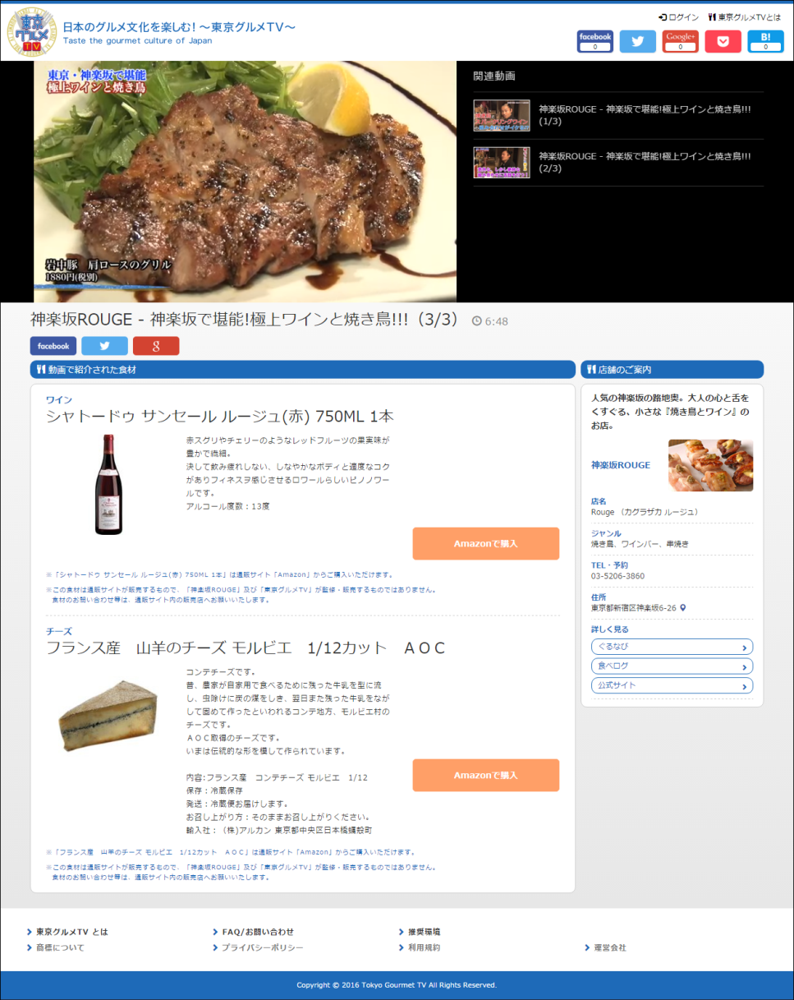 東京
グルメ
TV
日本のグルメ文化を楽しむ! ～東京グルメTV～
Taste the gourmet culture of Japan
ログイン 東京グルメTVとは
facebook
0
Google+
0
B!
0
東京・神楽坂で堪能
極上ワインと焼き鳥
岩中豚 肩ロースのグリル
1880円(税別)
関連動画
神楽坂ROUGE - 神楽坂で堪能!極上ワインと焼き鳥!!!
(1/3)
神楽坂ROUGE - 神楽坂で堪能!極上ワインと焼き鳥!!!
(2/3)
神楽坂ROUGE - 神楽坂で堪能!極上ワインと焼き鳥!!!（3/3） 6:48
facebook
動画で紹介された食材
ワイン
シャトードゥ サンセール ルージュ(赤) 750ML 1本
赤スグリやチェリーのようなレッドフルーツの果実味が
豊かで繊細。
決して飲み疲れしない、しなやかなボディと適度なコク
がありフィネスヲ感じさせるロワールらしいピノノワー
ルです。
アルコール度数：13度
Amazonで購入
※「シャトードゥ サンセール ルージュ(赤) 750ML 1本」は通販サイト「Amazon」からご購入いただけます。
※この食材は通販サイトが販売するもので、「神楽坂ROUGE」及び「東京グルメTV」が監修・販売するものではありません。
食材のお問い合わせ等は、通販サイト内の販売店へお願いいたします。
チーズ
フランス産　山羊のチーズ モルビエ　1/12カット　ＡＯＣ
コンテチーズです。
昔、農家が自家用で食べるために残った牛乳を型に流
し、虫除けに炭の煤をしき、翌日また残った牛乳をなが
して固めて作ったといわれるコンテ地方、モルビエ村の
チーズです。
ＡＯＣ取得のチーズです。
いまは伝統的な形を模して作られています。
内容:フランス産　コンテチーズ モルビエ　1/12
保存：冷蔵保存
発送：冷蔵便お届けします。
お召し上がり方：そのままお召し上がりください。
輸入社：（株)アルカン 東京都中央区日本橋蛎殻町
Amazonで購入
※「フランス産　山羊のチーズ モルビエ　1/12カット　ＡＯＣ」は通販サイト「Amazon」からご購入いただけます。
※この食材は通販サイトが販売するもので、「神楽坂ROUGE」及び「東京グルメTV」が監修・販売するものではありません。
食材のお問い合わせ等は、通販サイト内の販売店へお願いいたします。
店舗のご案内
人気の神楽坂の路地奥。大人の心と舌を
くすぐる、小さな『焼き鳥とワイン』の
お店。
神楽坂ROUGE
店名
Rouge （カグラザカ ルージュ）
ジャンル
焼き鳥、ワインバー、串焼き
TEL・予約
03-5206-3860
住所
東京都新宿区神楽坂6-26
詳しく見る
ぐるなび
食べログ
公式サイト
東京グルメTV とは
FAQ/お問い合わせ
推奨環境
商標について
プライバシーポリシー
利用規約
運営会社
Copyright © 2016 Tokyo Gourmet TV All Rights Reserved.